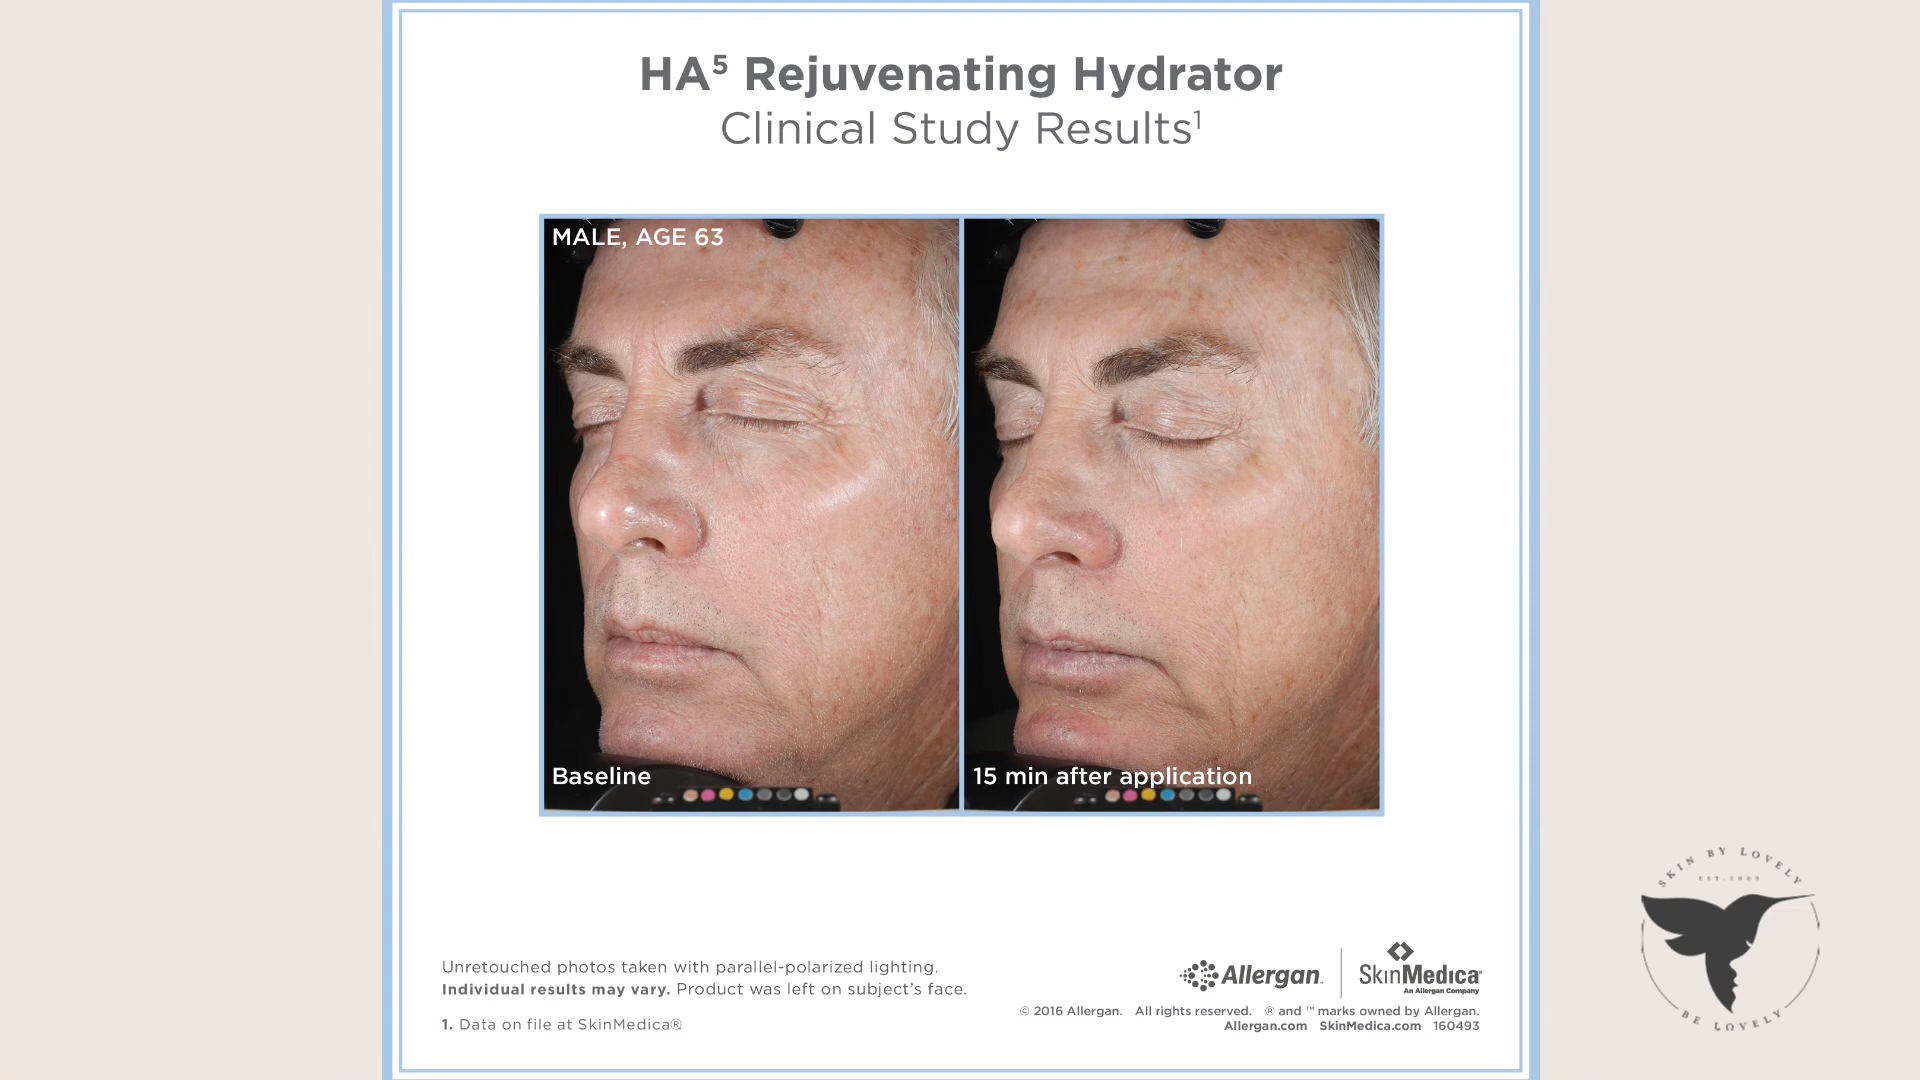 HA⁵ Rejuvenating Hydrator
Clinical Study Results¹
MALE, AGE 63
Baseline
15 min after application
Unretouched photos taken with parallel-polarized lighting.
Individual results may vary. Product was left on subject's face.
1. Data on file at SkinMedica®
Allergan™
SkinMedica®
An Allergan Company
© 2016 Allergan. All rights reserved. ® and ™ marks owned by Allergan.
Allergan.com SkinMedica.com 160493
SKIN BY LOVELY
EST. 2009
BE LOVELY